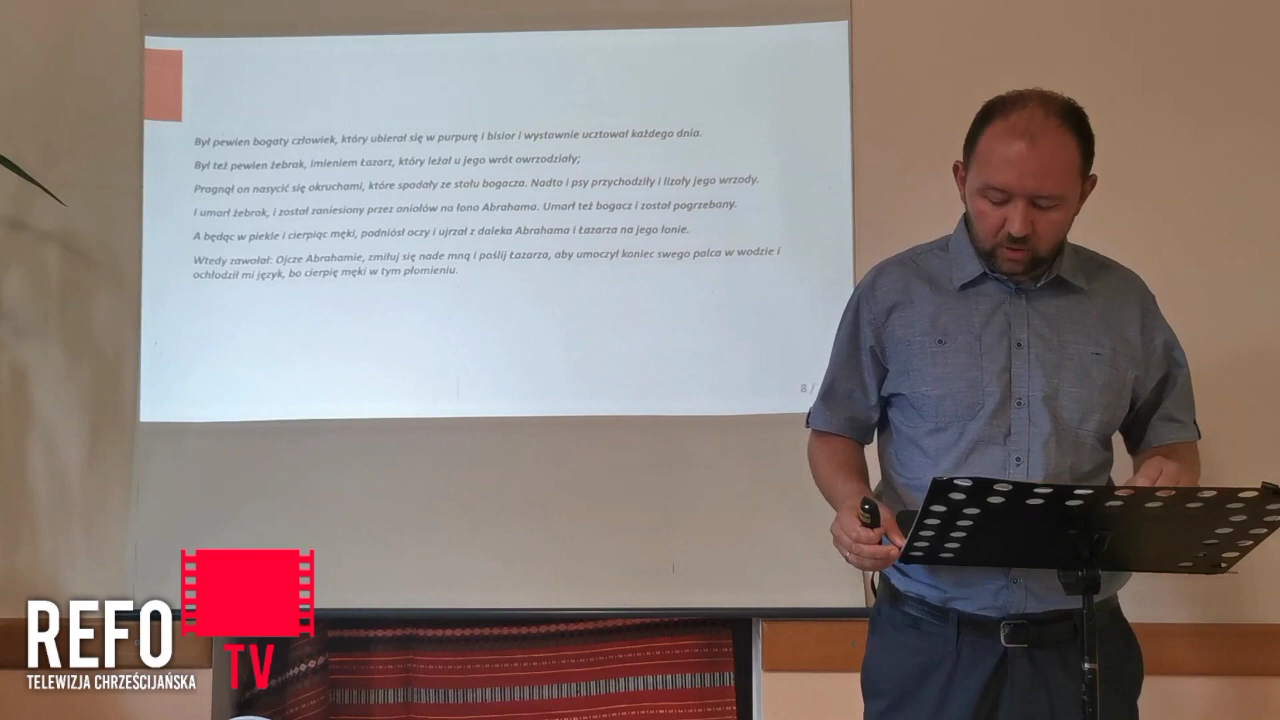 Był pewien bogaty człowiek, który ubierał się w purpurę i bisior i wystawnie ucztował każdego dnia.
Był też pewien żebrak, imieniem Łazarz, który leżał u jego wrót owrzodziały;
Pragnął on nasycić się okruchami, które spadały ze stołu bogacza. Nadto i psy przychodziły i lizały jego wrzody.
I umarł żebrak, i został zaniesiony przez aniołów na łono Abrahama. Umarł też bogacz i został pogrzebany.
A będąc w piekle i cierpiąc męki, podniósł oczy i ujrzał z daleka Abrahama i Łazarza na jego łonie.
Wtedy zawołał: Ojcze Abrahamie, zmiłuj się nade mną i poślij Łazarza, aby umoczył koniec swego palca w wodzie i
ochłodził mi język, bo cierpię męki w tym płomieniu.
8 /
REFO
TV
TELEWIZJA CHRZEŚCIJAŃSKA